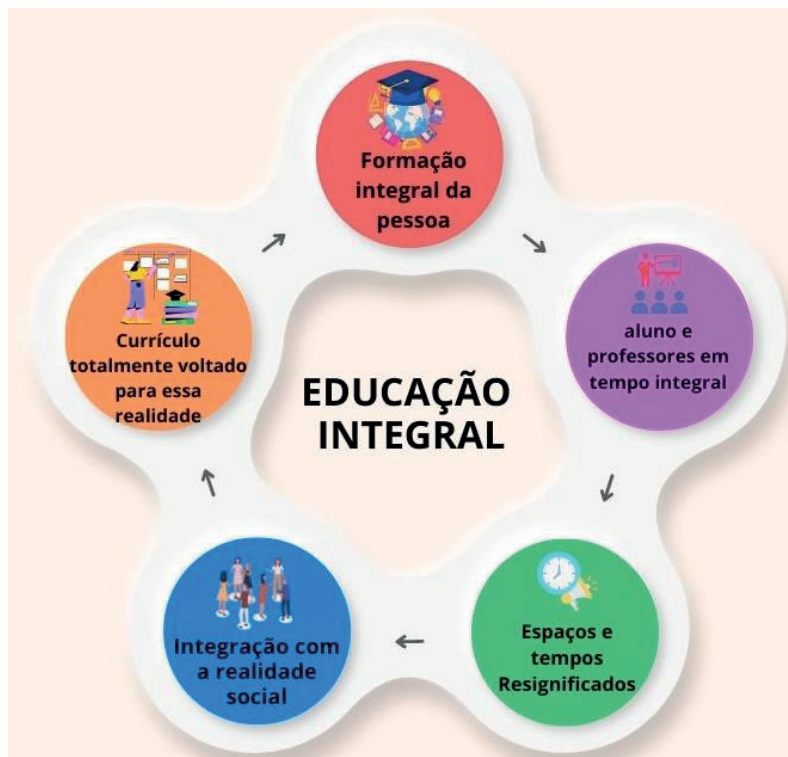 Formação
integral da
pessoa
aluno e
professores em
tempo integral
Espaços e
tempos
Resignificados
Integração com
a realidade
social
Currículo
totalmente voltado
para essa
realidade
EDUCAÇÃO
INTEGRAL